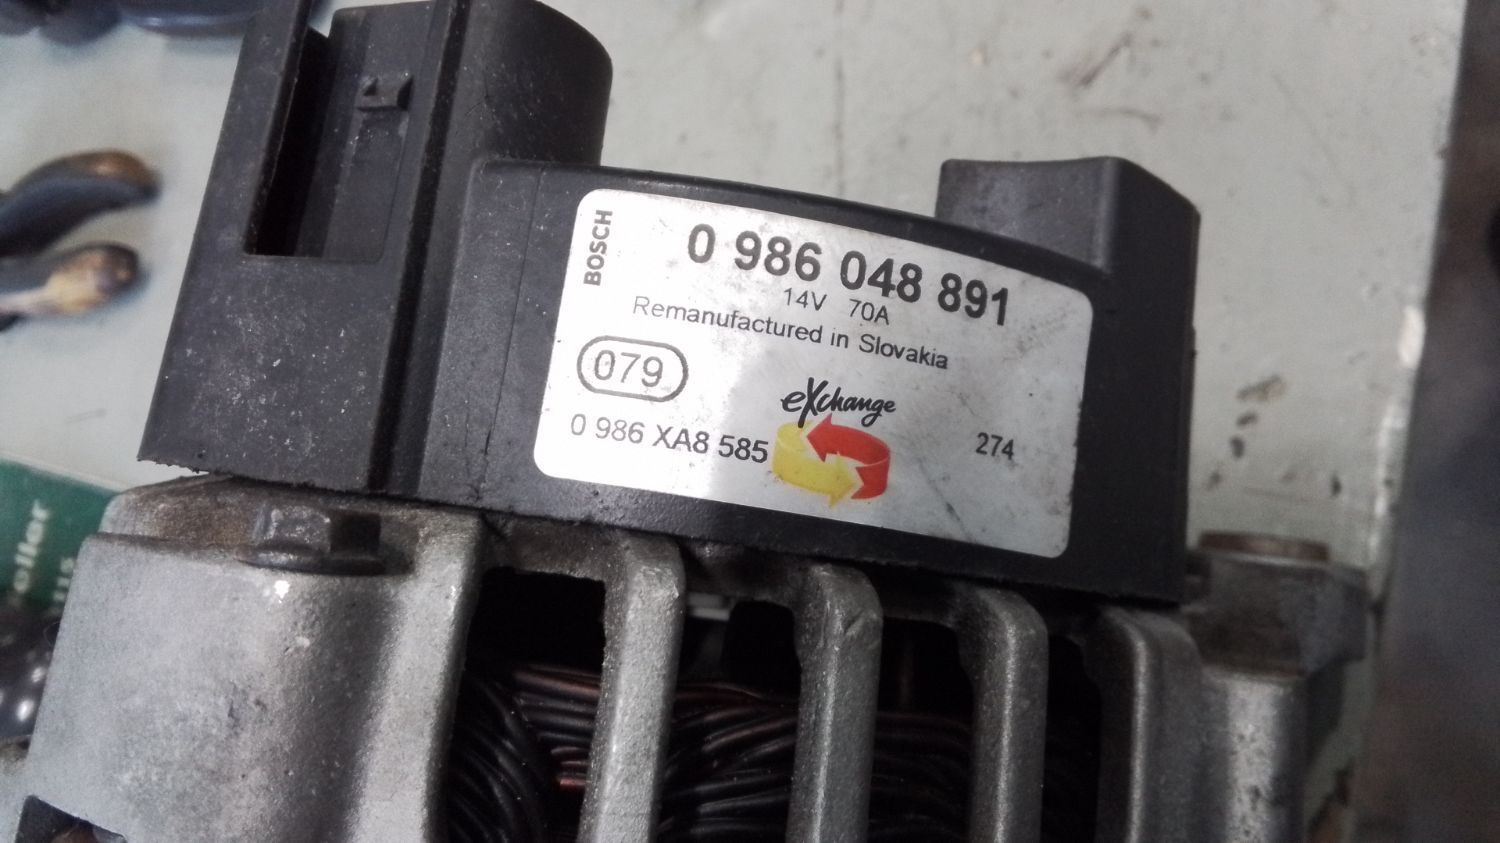 BOSCH
0 986 048 891
14V 70A
Remanufactured in Slovakia
079
eXchange
0 986 XA8 585
274